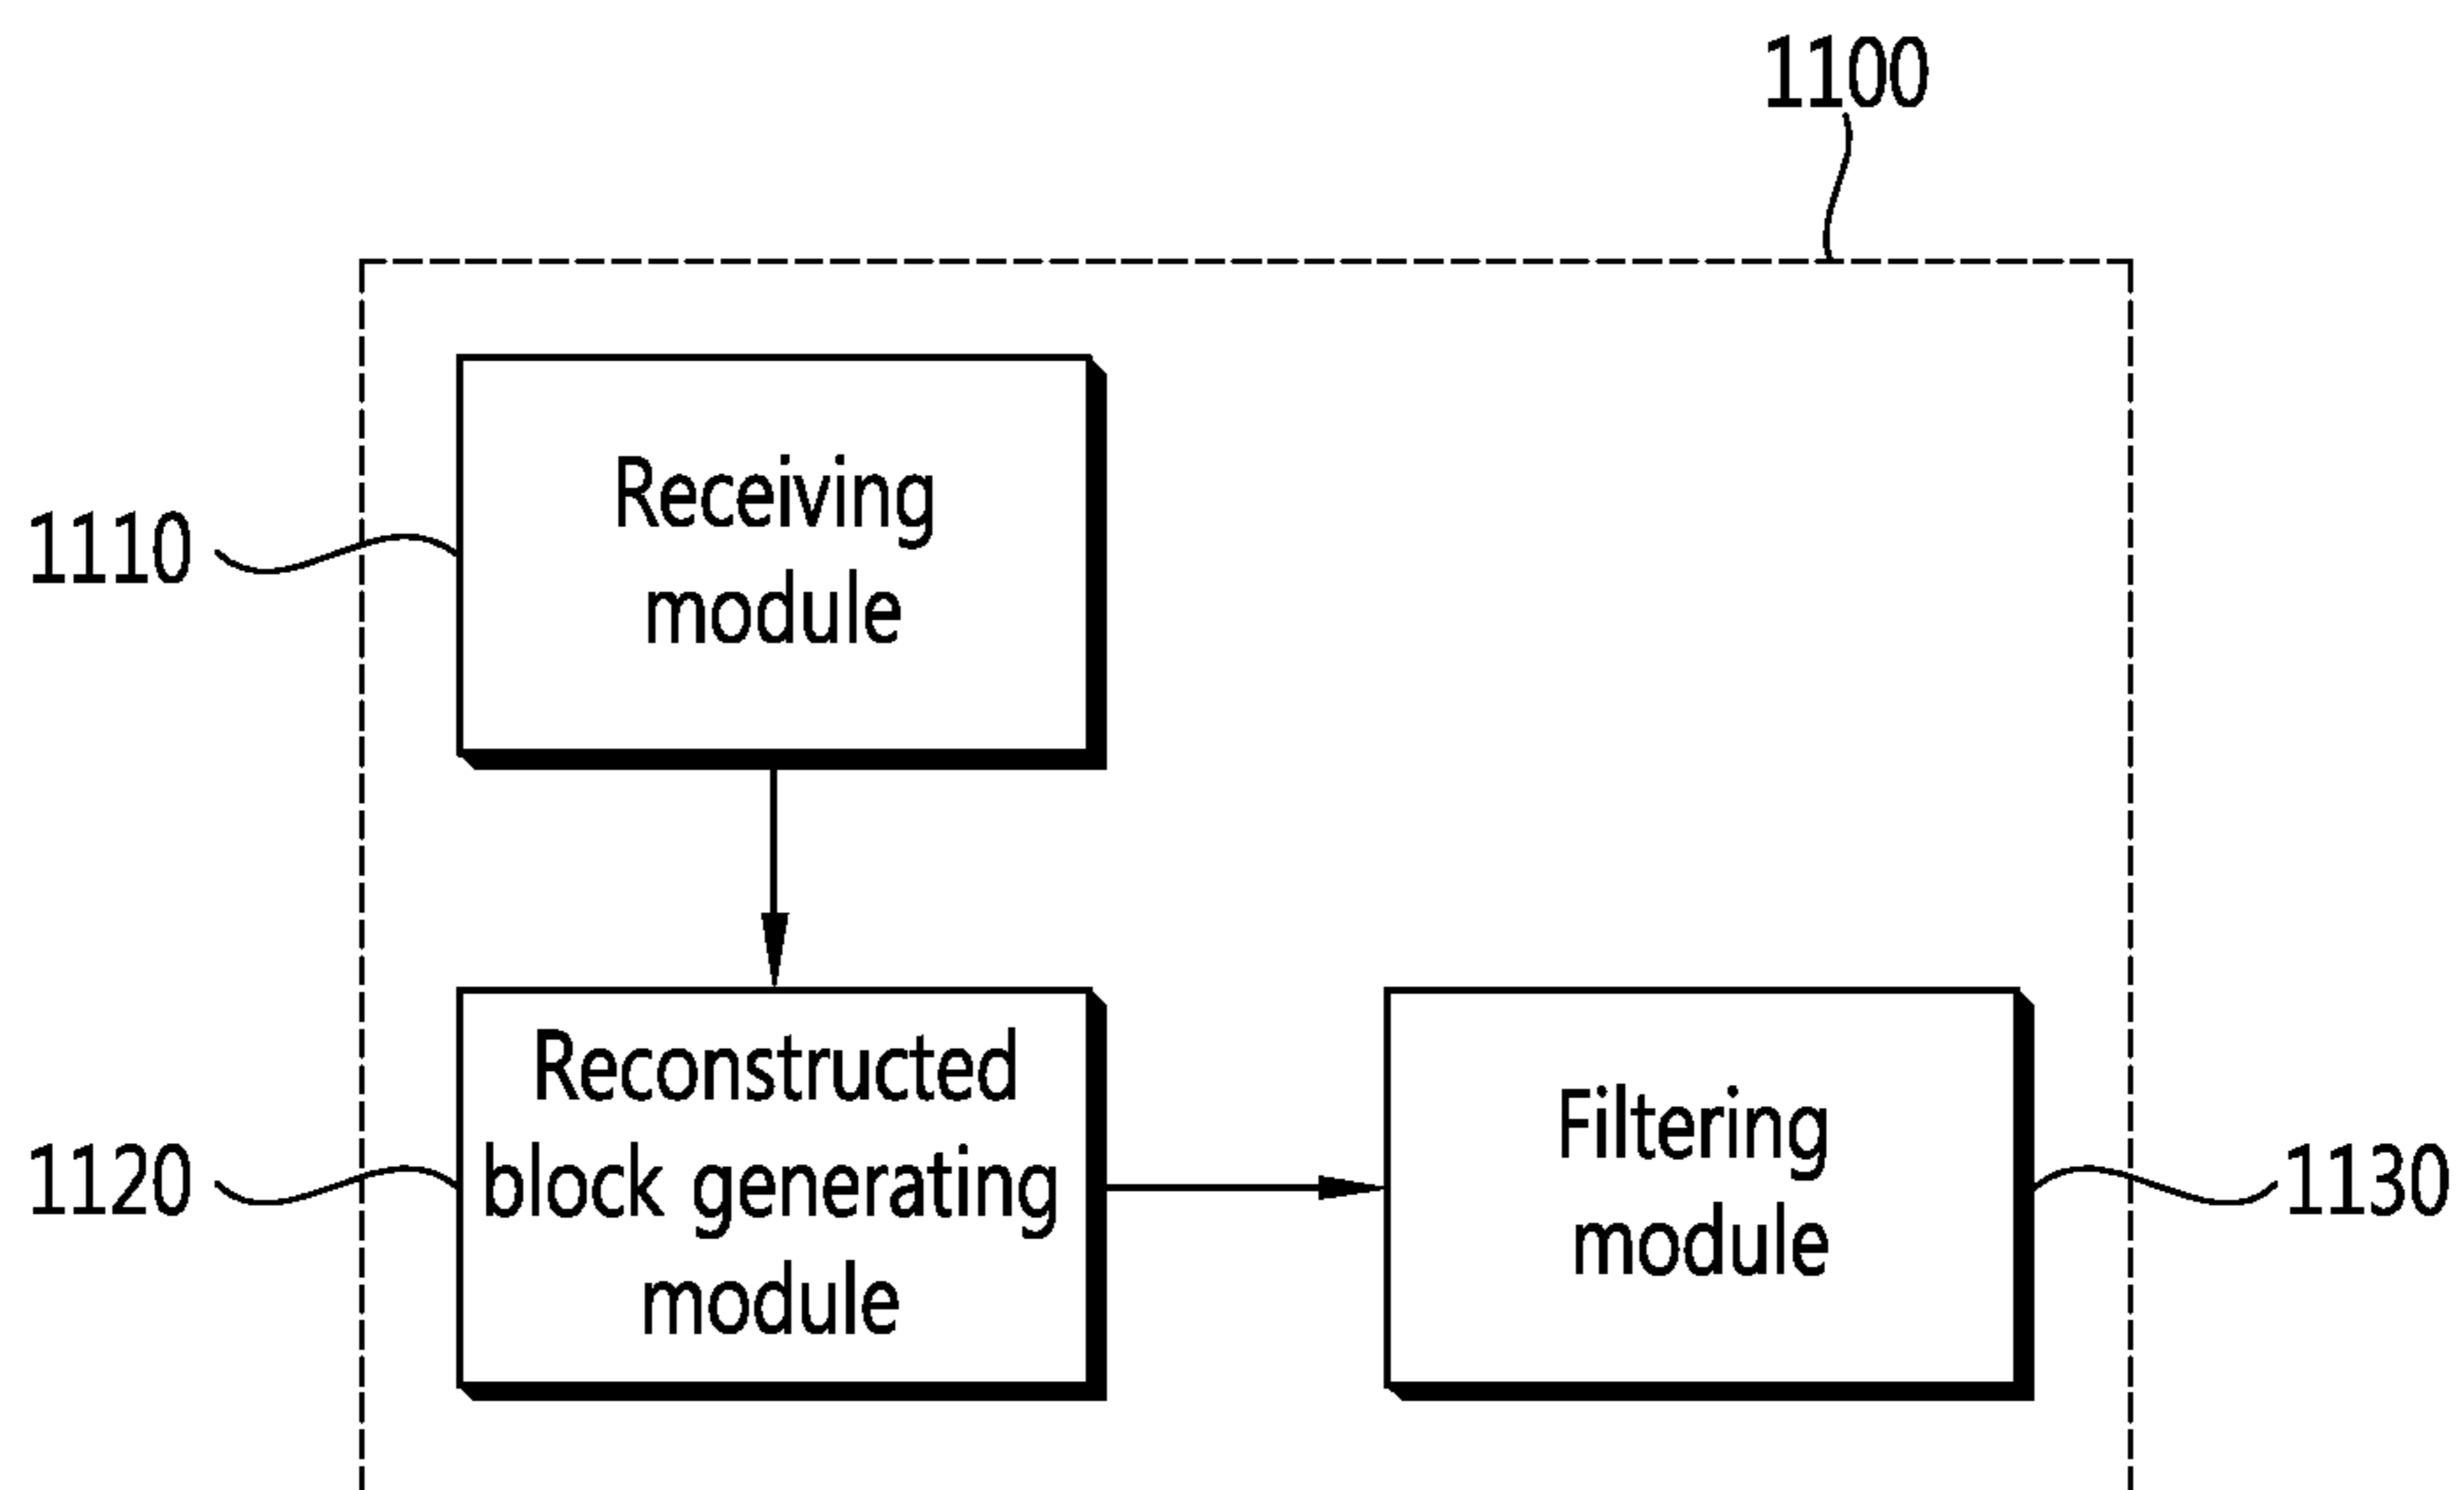 1100
Receiving
module
1110
Reconstructed
block generating
module
1120
Filtering
module
1130